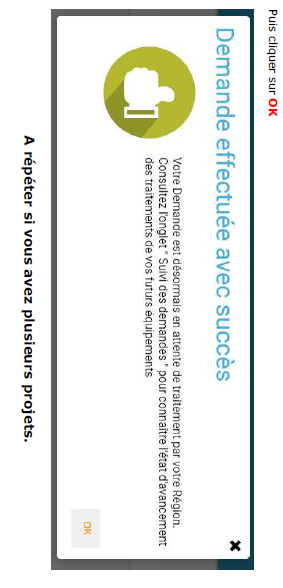 Puis cliquer sur OK
Demande effectuée avec succès
Votre Demande est désormais en attente de traitement par votre Région.
Consultez l'onglet " Suivi des demandes " pour connaître l'état d'avancement
des traitements de vos futurs équipements
OK
A répéter si vous avez plusieurs projets.